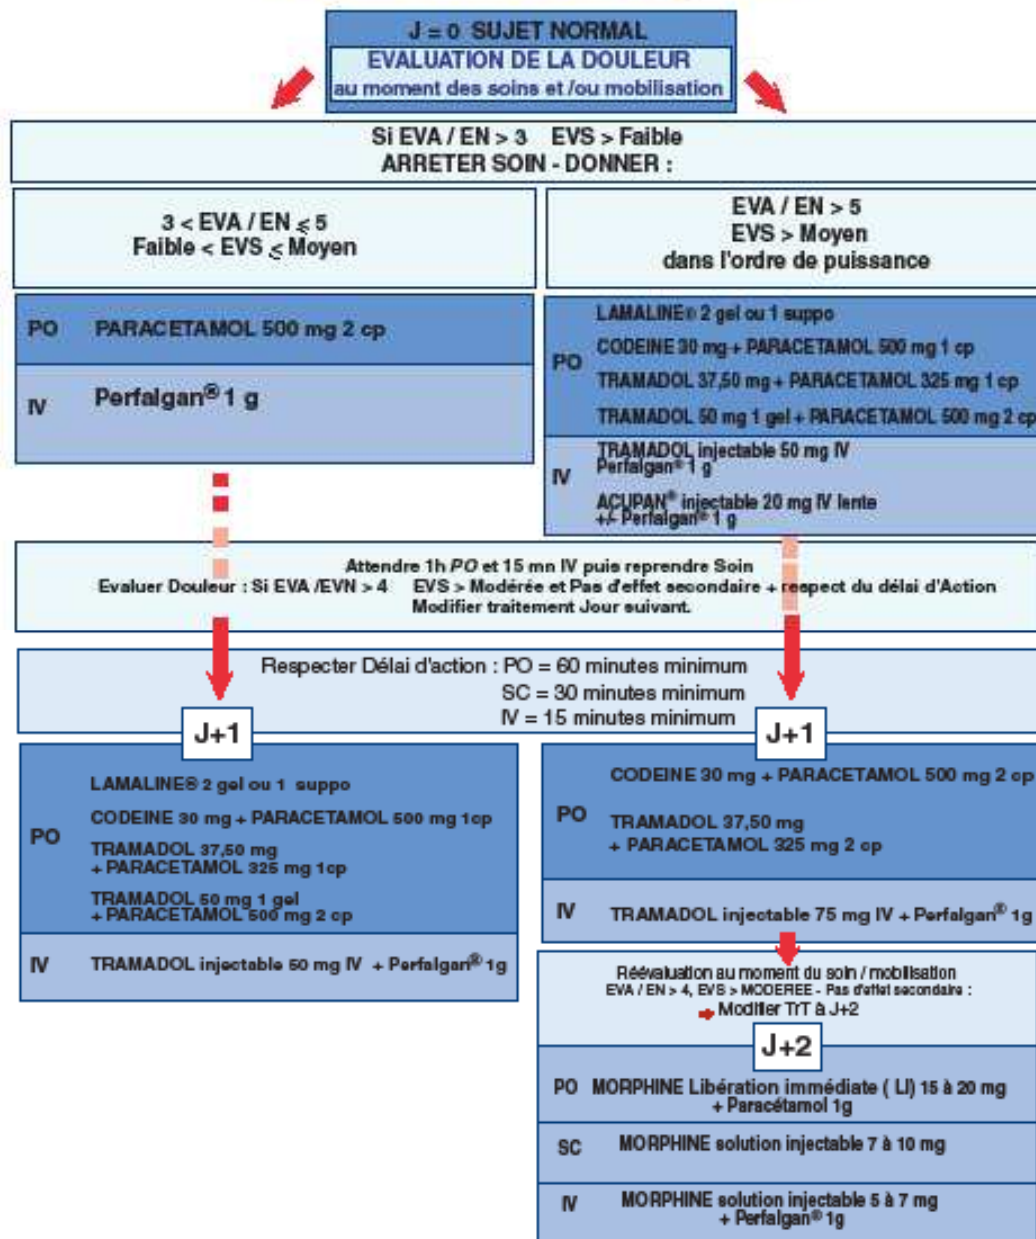 J = 0 SUJET NORMAL
EVALUATION DE LA DOULEUR
au moment des soins et /ou mobilisation
Si EVA / EN > 3 EVS > Faible
ARRETER SOIN - DONNER :
3 < EVA / EN ⩽ 5
Faible < EVS ⩽ Moyen
EVA / EN > 5
EVS > Moyen
dans l'ordre de puissance
PO PARACETAMOL 500 mg 2 cp
IV Perfalgan® 1 g
PO
LAMALINE® 2 gel ou 1 suppo
CODEINE 30 mg + PARACETAMOL 500 mg 1 cp
TRAMADOL 37,50 mg + PARACETAMOL 325 mg 1 cp
TRAMADOL 50 mg 1 gel + PARACETAMOL 500 mg 2 cp
IV
TRAMADOL injectable 50 mg IV
Perfalgan® 1 g
ACUPAN® injectable 20 mg IV lente
+/- Perfalgan® 1 g
Attendre 1h PO et 15 mn IV puis reprendre Soin
Evaluer Douleur : Si EVA /EVN > 4 EVS > Modérée et Pas d'effet secondaire + respect du délai d'Action
Modifier traitement Jour suivant.
Respecter Délai d'action : PO = 60 minutes minimum
SC = 30 minutes minimum
IV = 15 minutes minimum
J+1
PO
LAMALINE® 2 gel ou 1 suppo
CODEINE 30 mg + PARACETAMOL 500 mg 1cp
TRAMADOL 37,50 mg
+ PARACETAMOL 325 mg 1cp
TRAMADOL 50 mg 1 gel
+ PARACETAMOL 500 mg 2 cp
IV TRAMADOL injectable 50 mg IV + Perfalgan® 1g
J+1
PO
CODEINE 30 mg + PARACETAMOL 500 mg 2 cp
TRAMADOL 37,50 mg
+ PARACETAMOL 325 mg 2 cp
IV TRAMADOL injectable 75 mg IV + Perfalgan® 1g
Réévaluation au moment du soin / mobilisation
EVA / EN > 4, EVS > MODEREE - Pas d'effet secondaire :
Modifier TrT à J+2
J+2
PO MORPHINE Libération immédiate ( LI) 15 à 20 mg
+ Paracétamol 1g
SC MORPHINE solution injectable 7 à 10 mg
IV MORPHINE solution injectable 5 à 7 mg
+ Perfalgan® 1g